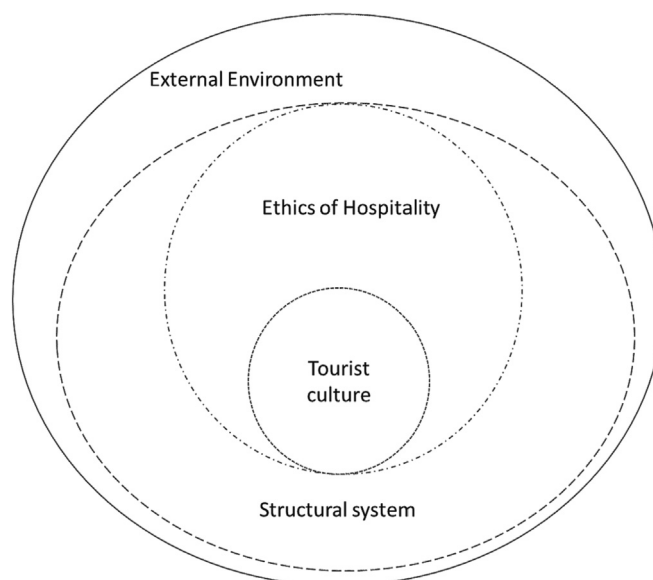 External Environment
Ethics of Hospitality
Tourist
culture
Structural system